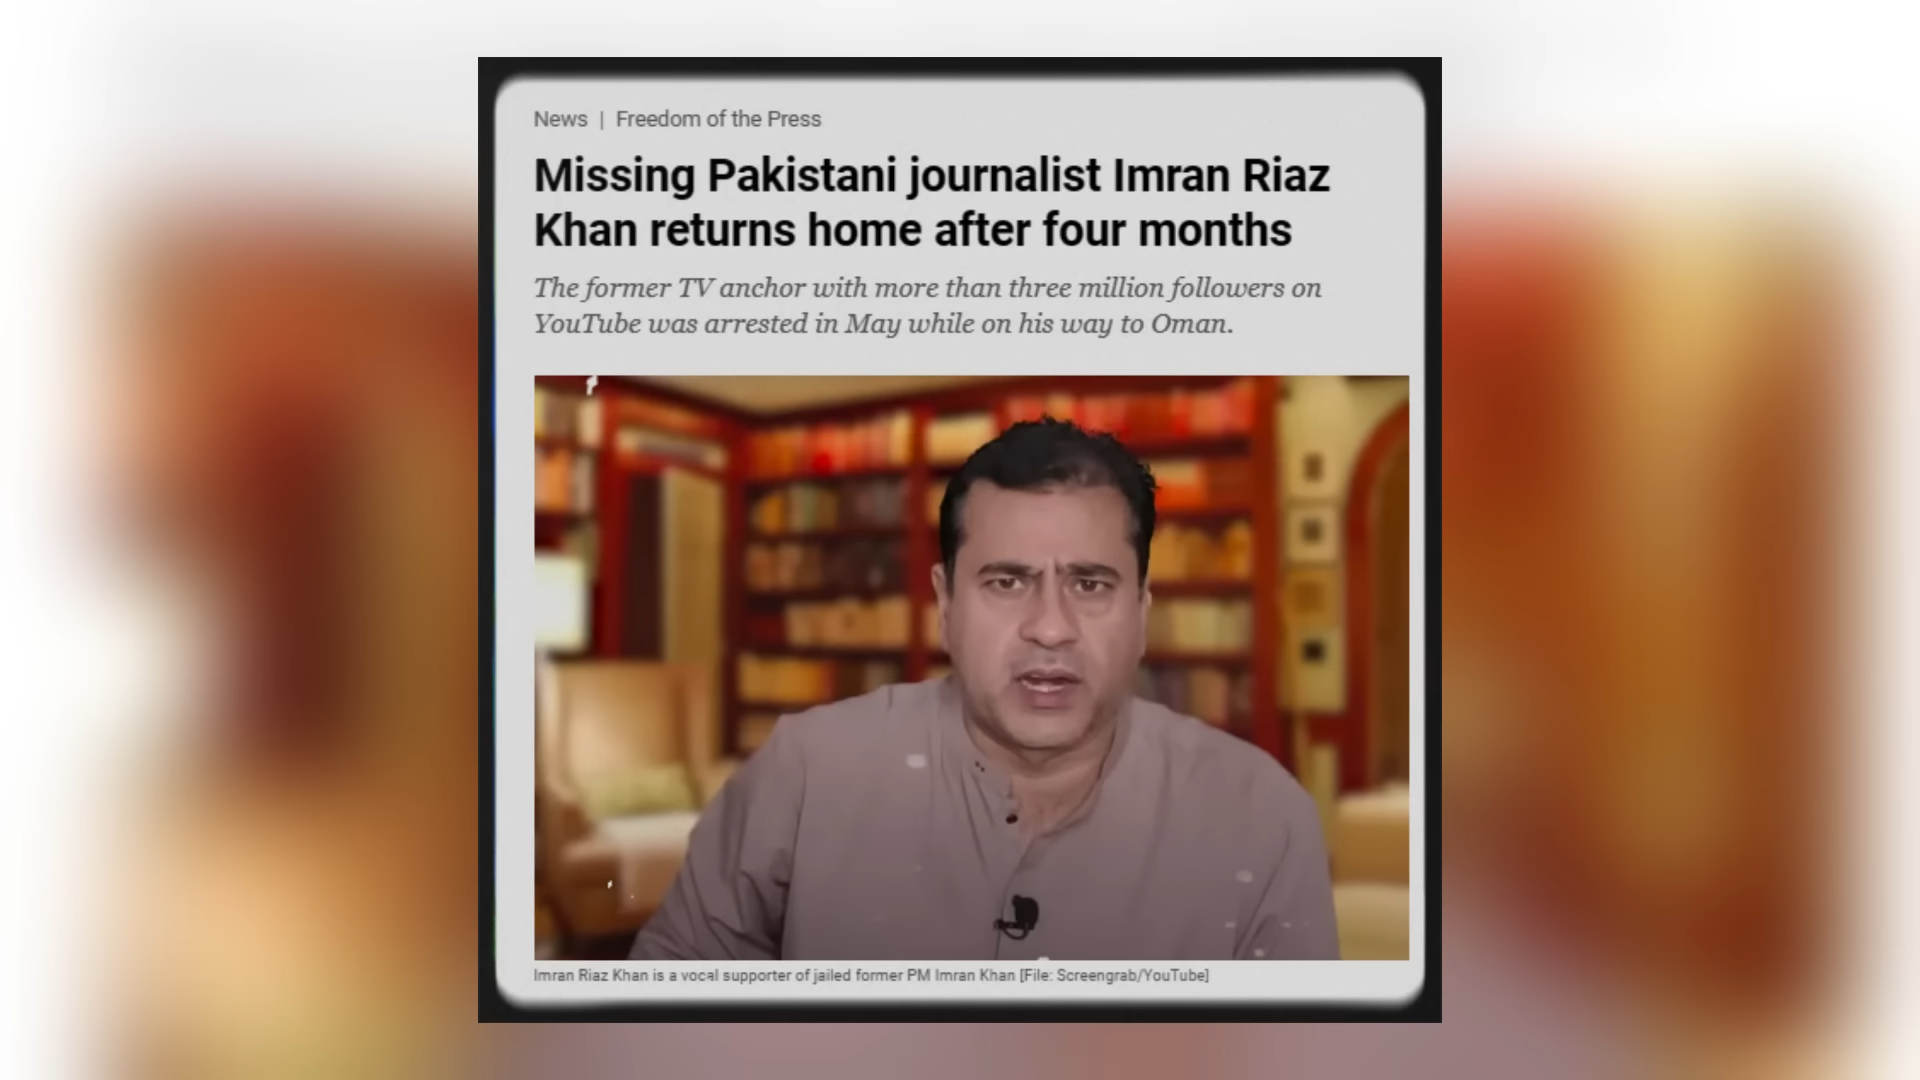 News | Freedom of the Press
Missing Pakistani journalist Imran Riaz
Khan returns home after four months
The former TV anchor with more than three million followers on
YouTube was arrested in May while on his way to Oman.
Imran Riaz Khan is a vocal supporter of jailed former PM Imran Khan [File: Screengrab/YouTube]